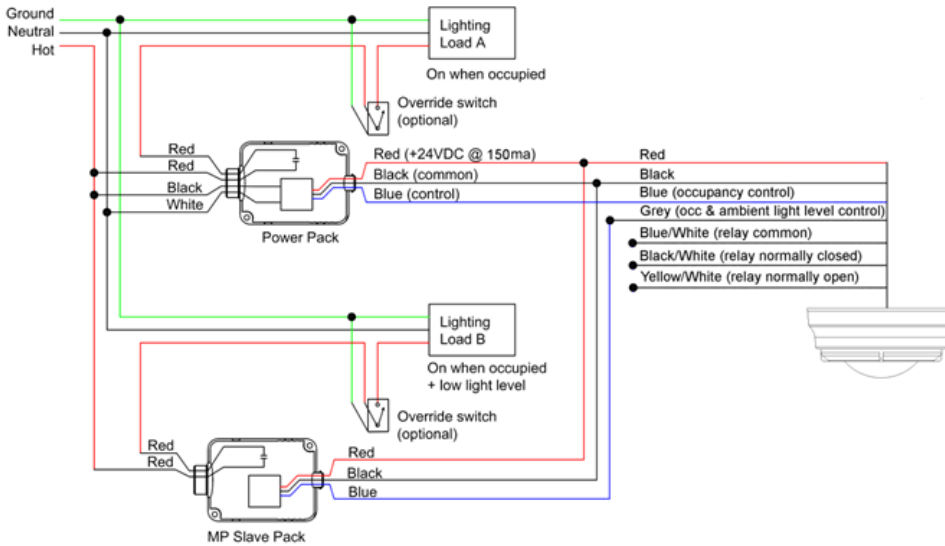 Ground
Neutral
Hot
Lighting
Load A
On when occupied
Override switch
(optional)
Red
Red
Black
White
Power Pack
Red (+24VDC @ 150ma)
Black (common)
Blue (control)
Red
Black
Blue (occupancy control)
Grey (occ & ambient light level control)
Blue/White (relay common)
Black/White (relay normally closed)
Yellow/White (relay normally open)
Lighting
Load B
On when occupied
+ low light level
Override switch
(optional)
Red
Red
Red
Black
Blue
MP Slave Pack